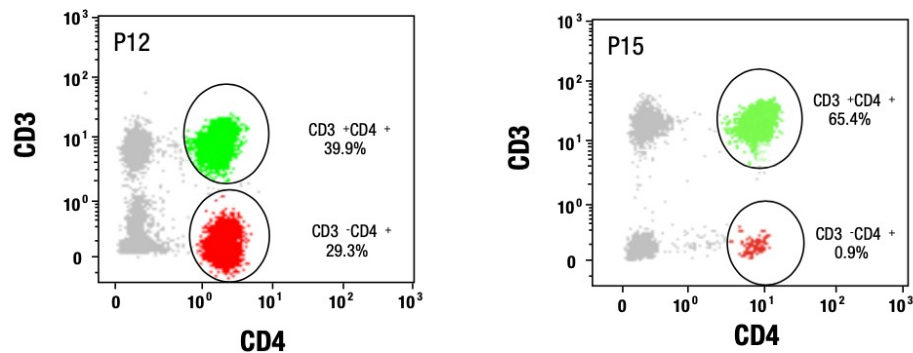 P12
10³
10²
10¹
10⁰
0
CD3
CD3 +CD4 +
39.9%
CD3 -CD4 +
29.3%
0
10⁰
10¹
10²
10³
CD4
P15
10³
10²
10¹
10⁰
0
CD3
CD3 +CD4 +
65.4%
CD3 -CD4 +
0.9%
0
10⁰
10¹
10²
10³
CD4